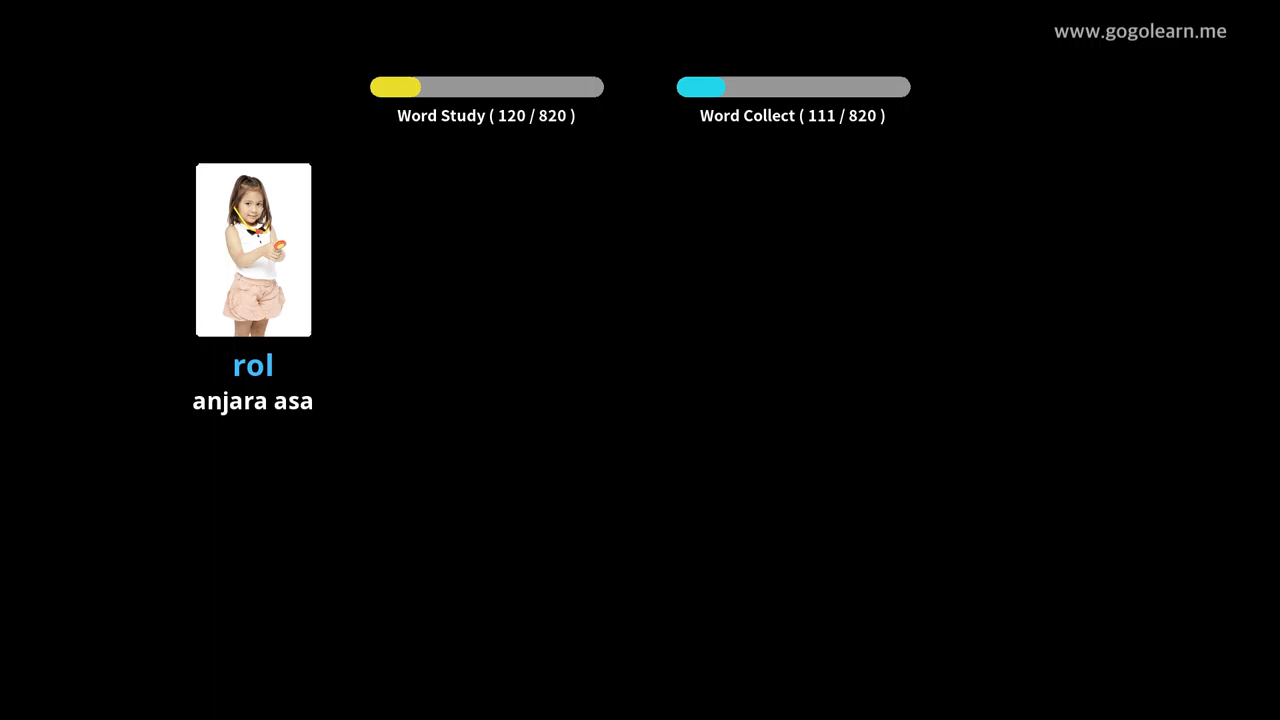 www.gogolearn.me
Word Study ( 120 / 820 )
Word Collect ( 111 / 820 )
rol
anjara asa